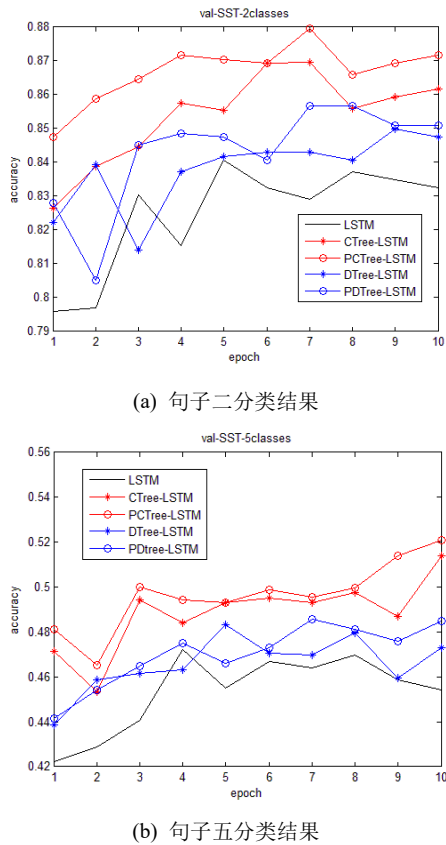 val-SST-2classes
0.88
0.87
0.86
0.85
0.84
0.83
0.82
0.81
0.8
0.79
accuracy
LSTM
CTree-LSTM
PCTree-LSTM
DTree-LSTM
PDTree-LSTM
1 2 3 4 5 6 7 8 9 10
epoch
(a) 句子二分类结果
val-SST-5classes
0.56
0.54
0.52
0.5
0.48
0.46
0.44
0.42
accuracy
LSTM
CTree-LSTM
PCTree-LSTM
DTree-LSTM
PDtree-LSTM
1 2 3 4 5 6 7 8 9 10
epoch
(b) 句子五分类结果